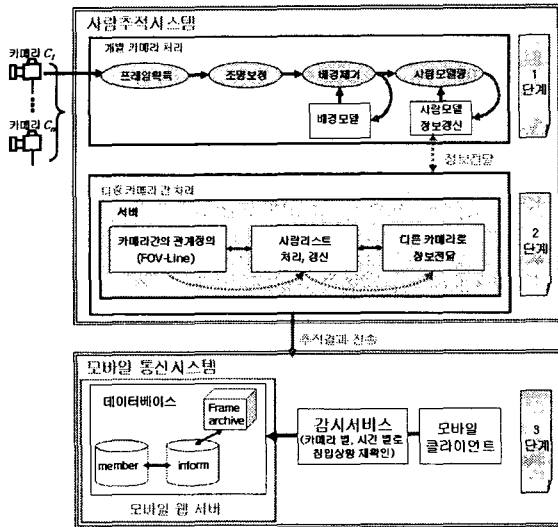 사람추적시스템
개별 카메라 처리
카메라 C1
카메라 Cn
프레임획득
조명보정
배경제거
사람모델링
배경모델
사람모델
정보갱신
1
단계
정보전달
다중 카메라 간 처리
서버
카메라간의 관계정의
(FOV-Line)
사람리스트
처리, 갱신
다른 카메라로
정보전달
2
단계
추적결과 전송
모바일 통신시스템
데이터베이스
Frame
archive
member
inform
모바일 웹 서버
감시서비스
(카메라 별, 시간 별로
침입상황 재확인)
모바일
클라이언트
3
단계